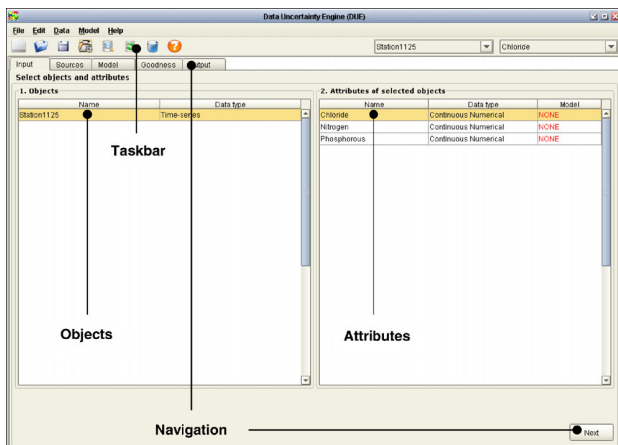 Data Uncertainty Engine (DUE)
File Edit Data Model Help
Station1125 Chloride
Input Sources Model Goodness Output
Select objects and attributes
1. Objects
Name Data type
Station1125 Time-series
2. Attributes of selected objects
Name Data type Model
Chloride Continuous Numerical NONE
Nitrogen Continuous Numerical NONE
Phosphorous Continuous Numerical NONE
Taskbar
Objects
Attributes
Navigation
Next